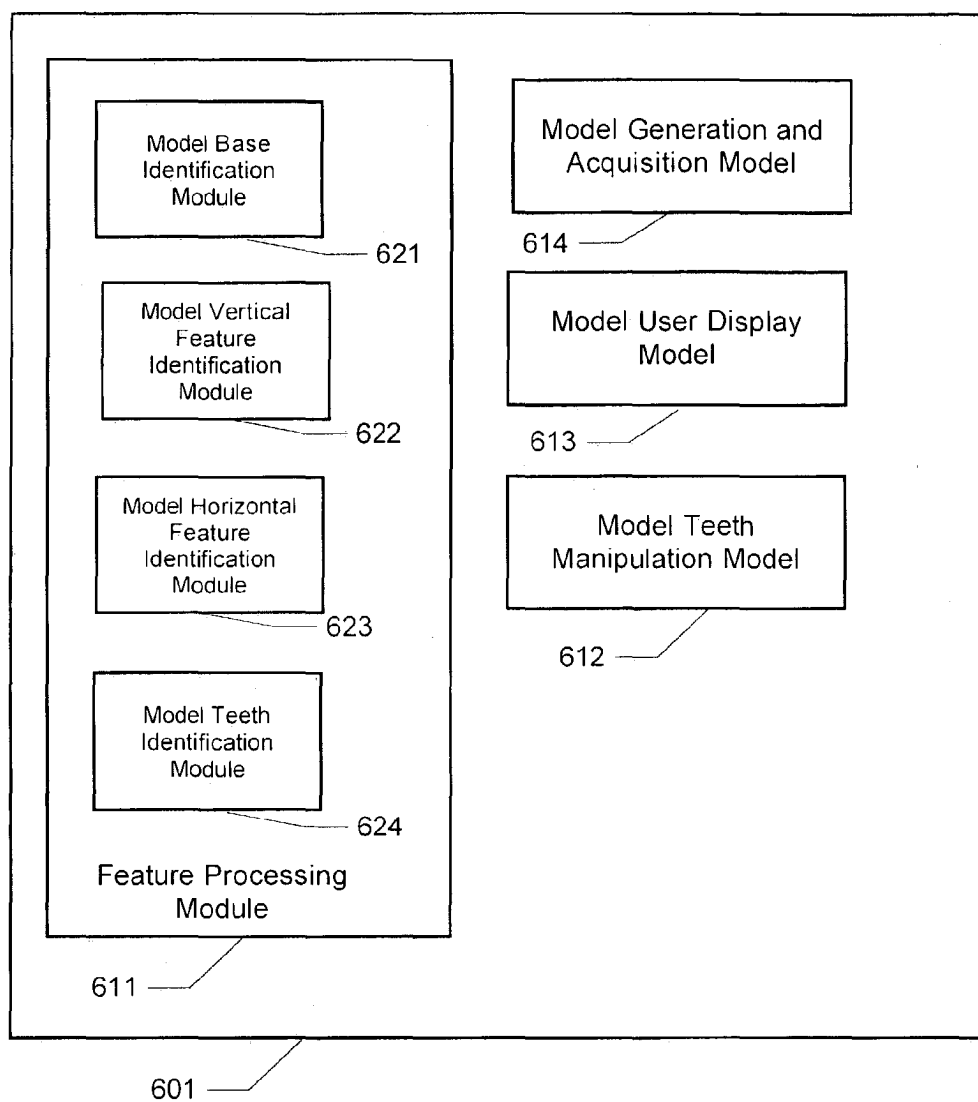 Model Base
Identification
Module
621
Model Vertical
Feature
Identification
Module
622
Model Horizontal
Feature
Identification
Module
623
Model Teeth
Identification
Module
624
Feature Processing
Module
611
Model Generation and
Acquisition Model
614
Model User Display
Model
613
Model Teeth
Manipulation Model
612
601